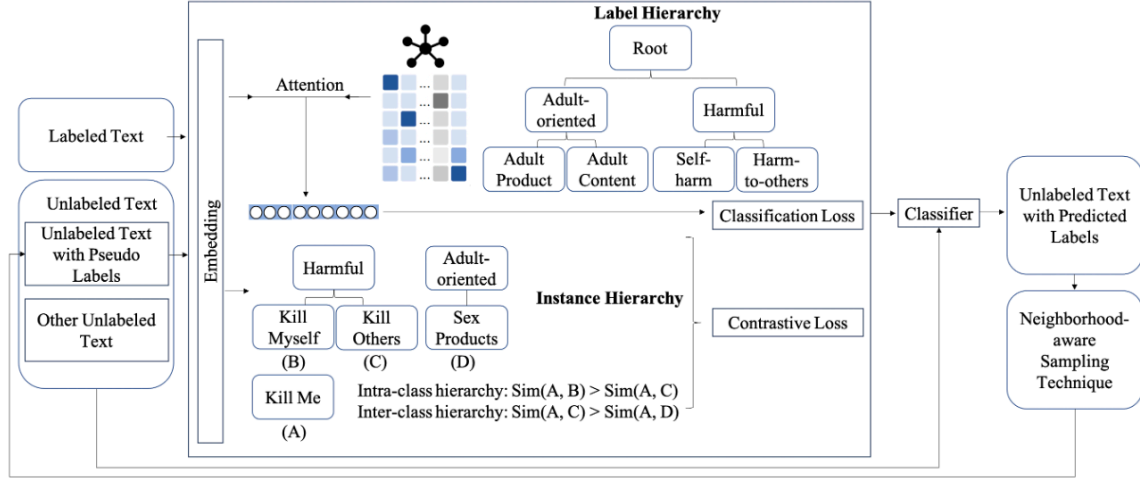 Label Hierarchy
Root
Attention
...
...
...
...
...
...
Adult-
oriented
Harmful
Adult
Product
Adult
Content
Self-
harm
Harm-
to-others
Labeled Text
Unlabeled Text
Unlabeled Text
with Pseudo
Labels
Other Unlabeled
Text
Embedding
Classification Loss
Classifier
Unlabeled Text
with Predicted
Labels
Harmful
Adult-
oriented
Instance Hierarchy
Kill
Myself
Kill
Others
Sex
Products
(B)
(C)
(D)
Contrastive Loss
Neighborhood-
aware
Sampling
Technique
Kill Me
(A)
Intra-class hierarchy: Sim(A, B) > Sim(A, C)
Inter-class hierarchy: Sim(A, C) > Sim(A, D)